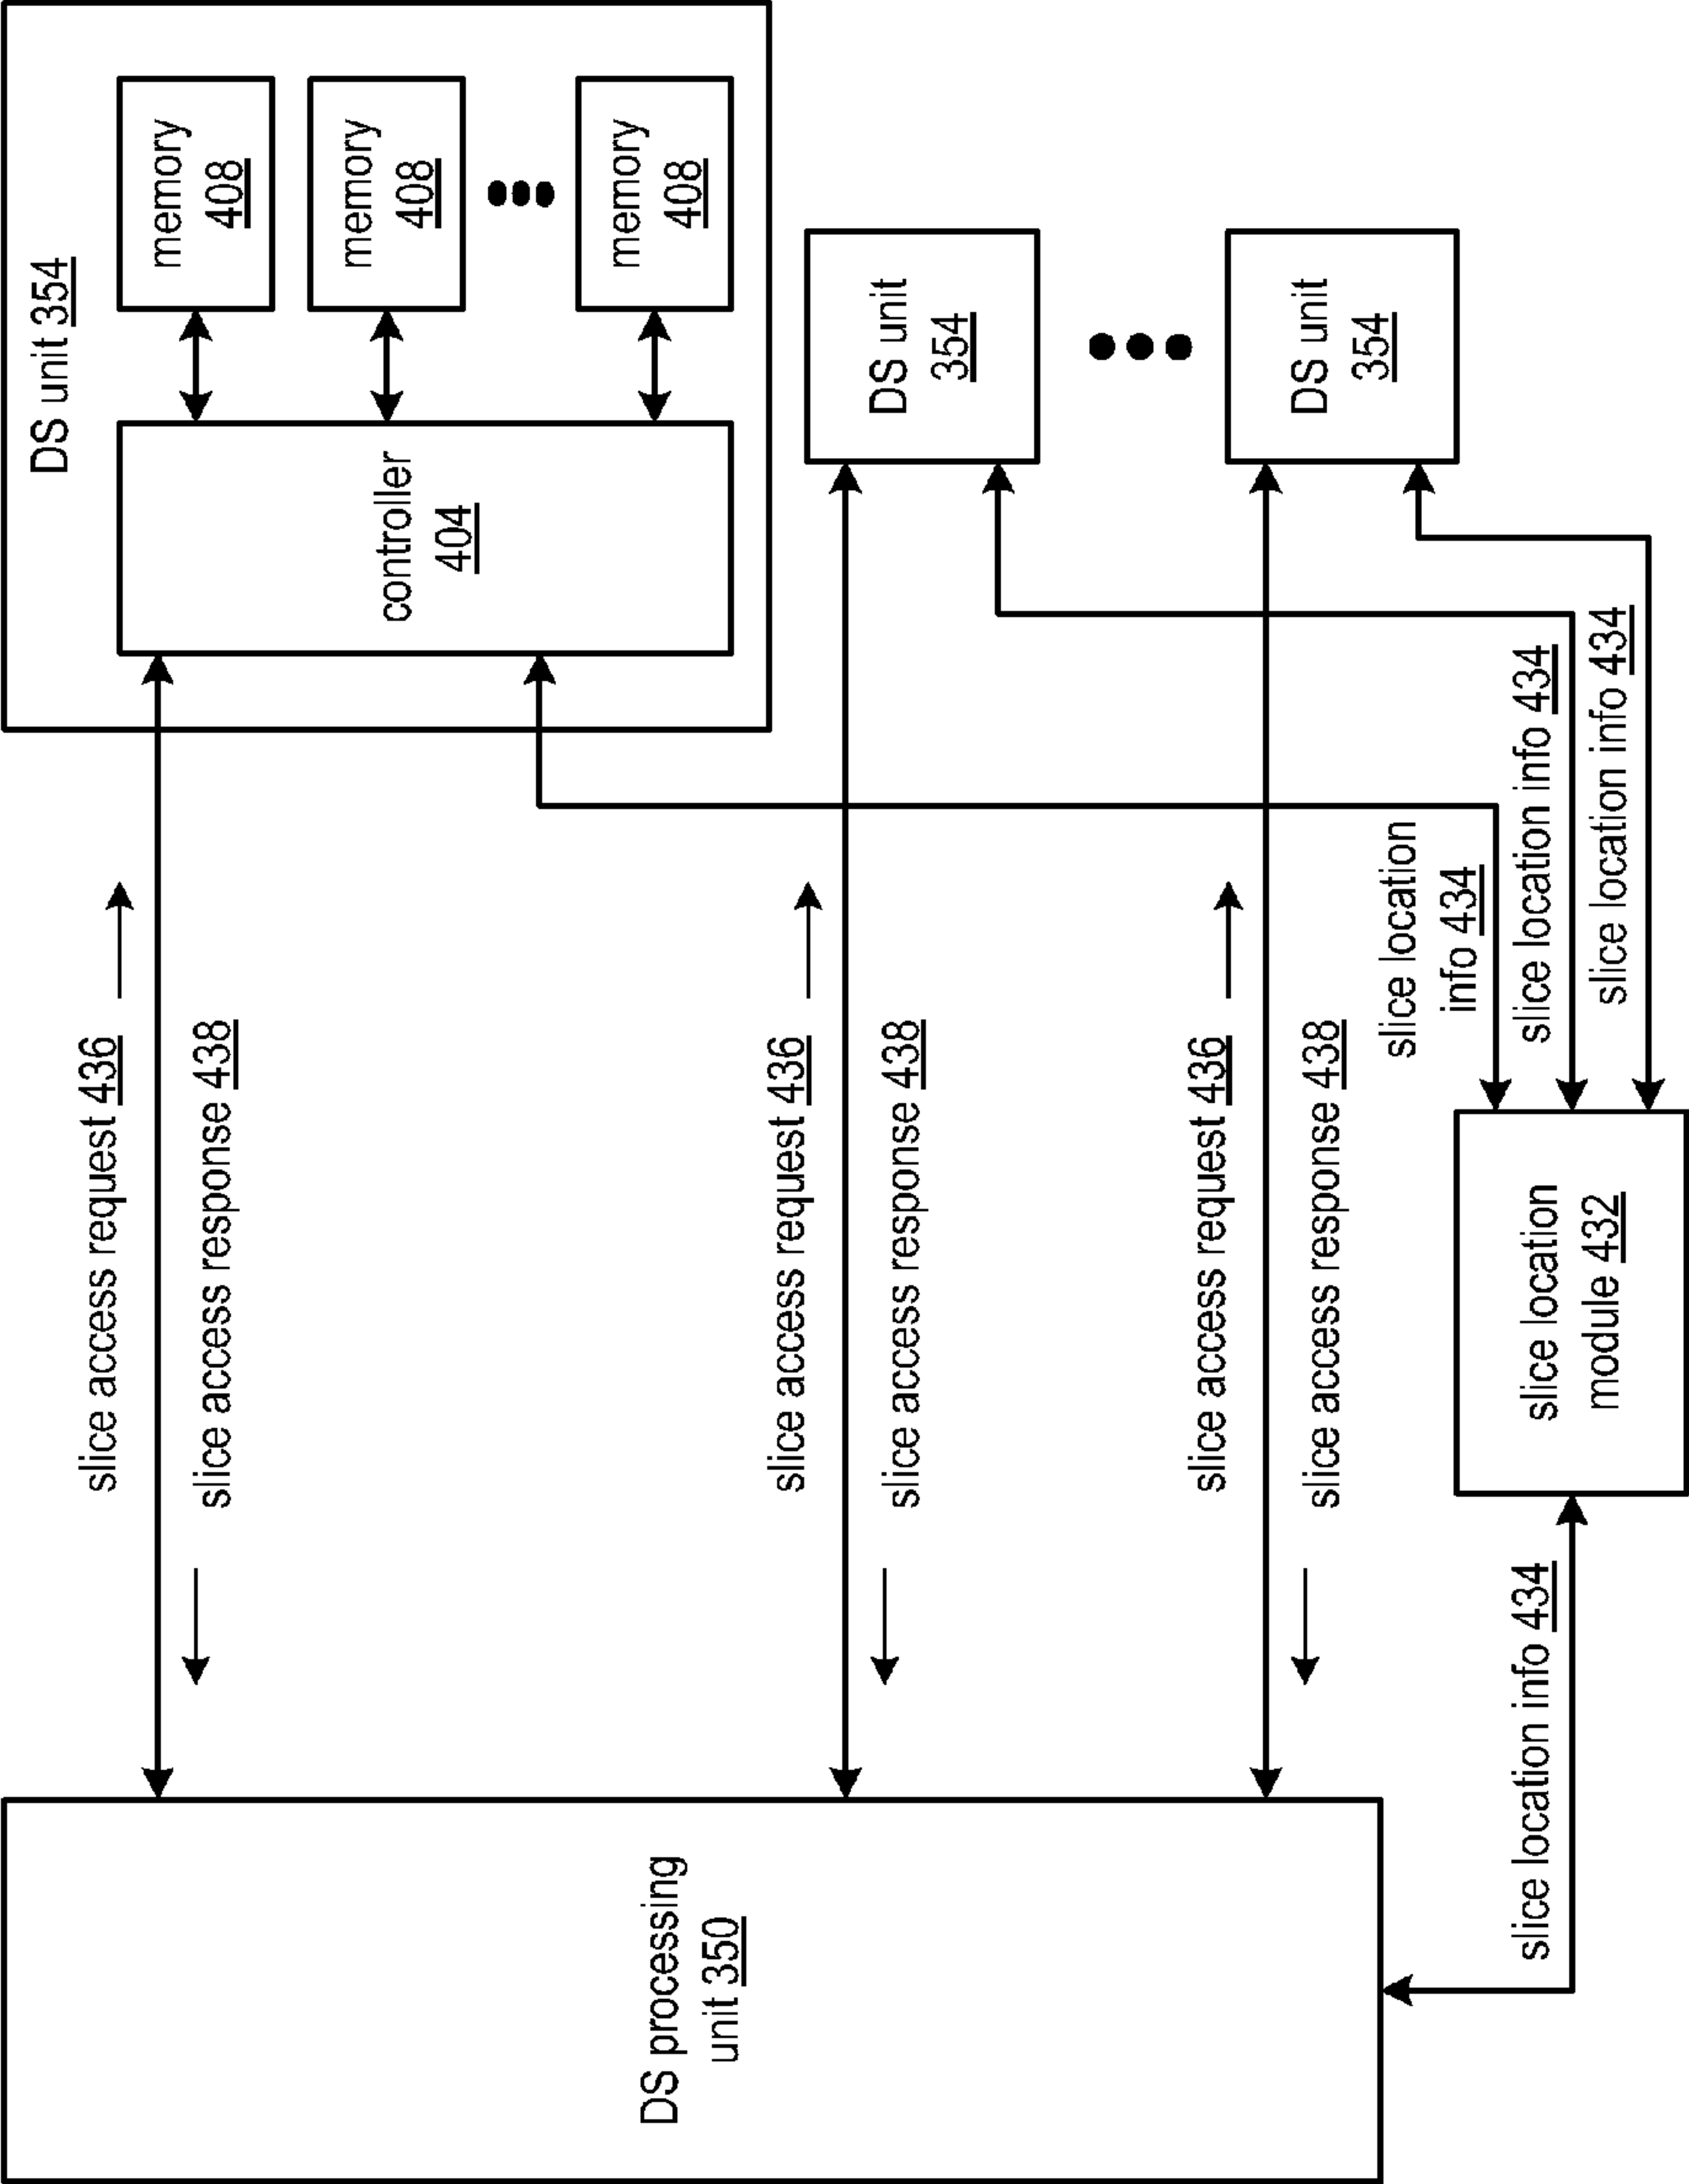 DS processing
unit 350
slice access request 436
slice access response 438
DS unit 354
controller
404
memory
408
memory
408
memory
408
slice access request 436
slice access response 438
DS unit
354
slice access request 436
slice access response 438
DS unit
354
slice location
info 434
slice location info 434
slice location info 434
slice location info 434
slice location
module 432